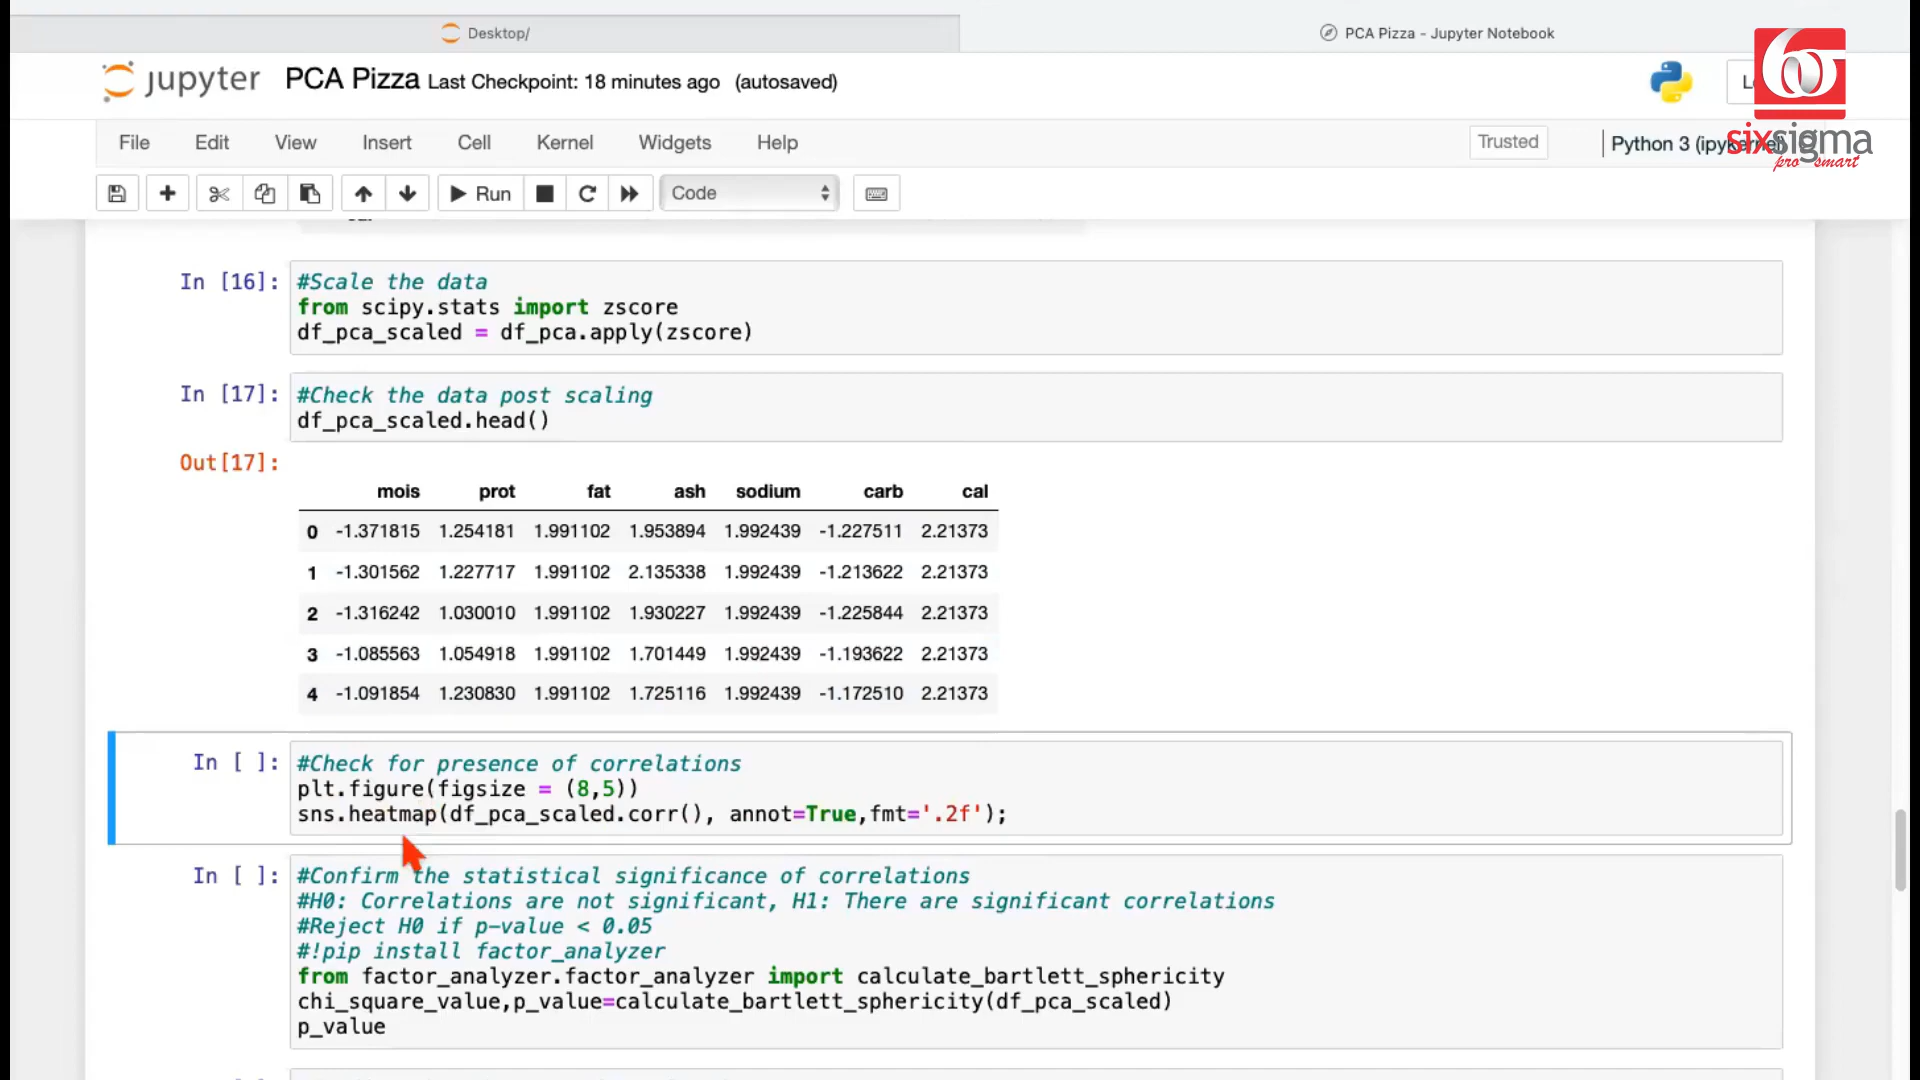 Desktop/
PCA Pizza - Jupyter Notebook
jupyter PCA Pizza Last Checkpoint: 18 minutes ago (autosaved)
sixsigma
pro smart
File Edit View Insert Cell Kernel Widgets Help Trusted Python 3
Run Code
In [16]: #Scale the data
from scipy.stats import zscore
df_pca_scaled = df_pca.apply(zscore)
In [17]: #Check the data post scaling
df_pca_scaled.head()
Out[17]:
mois prot fat ash sodium carb cal
0 -1.371815 1.254181 1.991102 1.953894 1.992439 -1.227511 2.21373
1 -1.301562 1.227717 1.991102 2.135338 1.992439 -1.213622 2.21373
2 -1.316242 1.030010 1.991102 1.930227 1.992439 -1.225844 2.21373
3 -1.085563 1.054918 1.991102 1.701449 1.992439 -1.193622 2.21373
4 -1.091854 1.230830 1.991102 1.725116 1.992439 -1.172510 2.21373
In [ ]: #Check for presence of correlations
plt.figure(figsize = (8,5))
sns.heatmap(df_pca_scaled.corr(), annot=True,fmt='.2f');
In [ ]: #Confirm the statistical significance of correlations
#H0: Correlations are not significant, H1: There are significant correlations
#Reject H0 if p-value < 0.05
#!pip install factor_analyzer
from factor_analyzer.factor_analyzer import calculate_bartlett_sphericity
chi_square_value,p_value=calculate_bartlett_sphericity(df_pca_scaled)
p_value